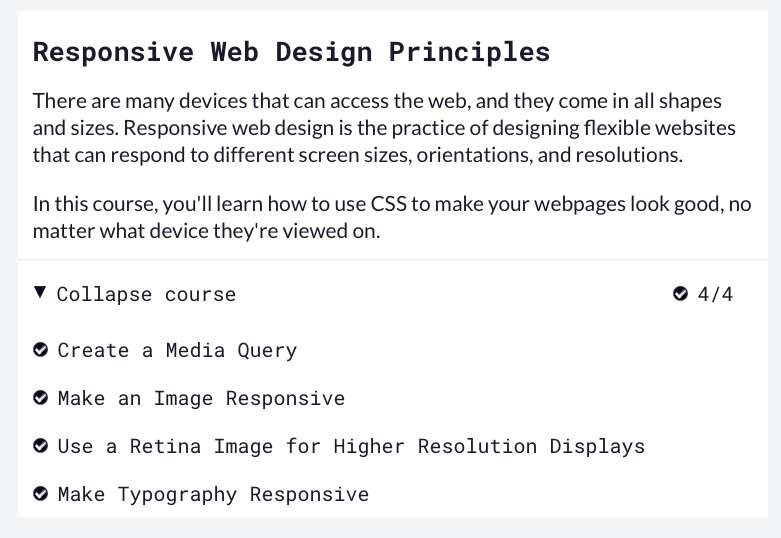 Responsive Web Design Principles
There are many devices that can access the web, and they come in all shapes
and sizes. Responsive web design is the practice of designing flexible websites
that can respond to different screen sizes, orientations, and resolutions.
In this course, you'll learn how to use CSS to make your webpages look good, no
matter what device they're viewed on.
Collapse course 4/4
Create a Media Query
Make an Image Responsive
Use a Retina Image for Higher Resolution Displays
Make Typography Responsive